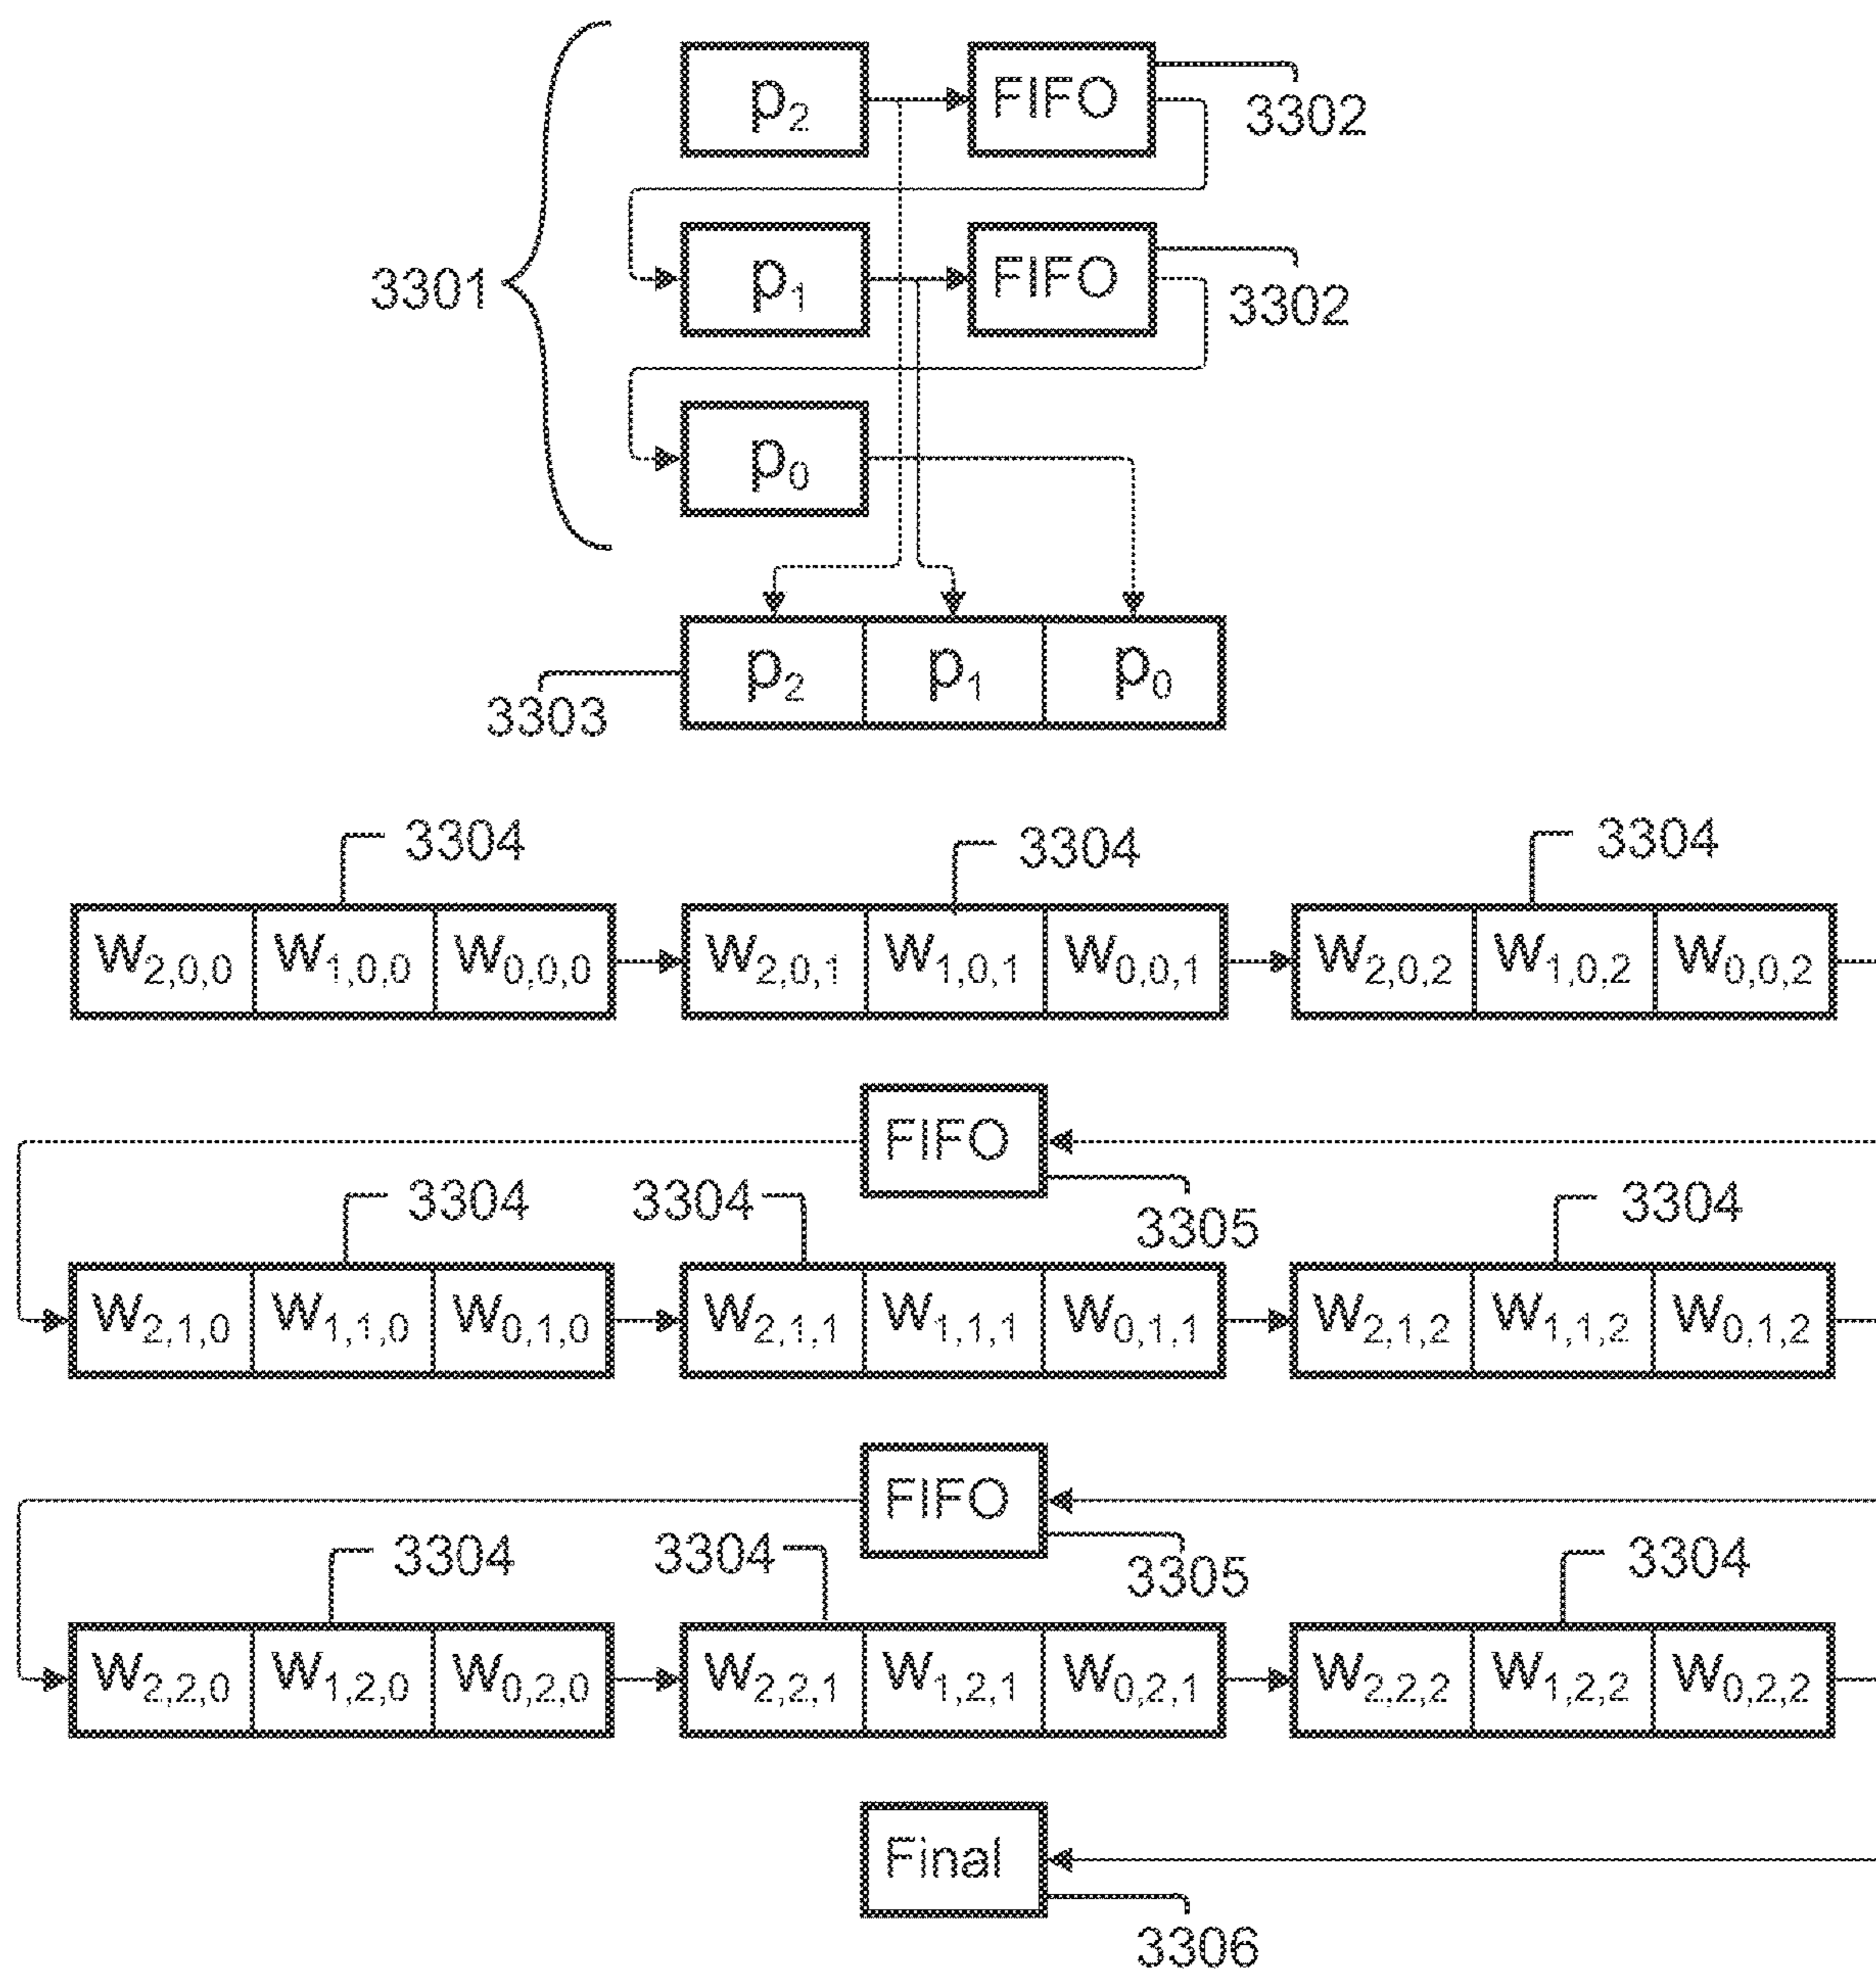 p2 FIFO 3302
3301 p1 FIFO 3302
p0
3303 p2 p1 p0
3304 3304 3304
W2,0,0 W1,0,0 W0,0,0 W2,0,1 W1,0,1 W0,0,1 W2,0,2 W1,0,2 W0,0,2
FIFO
3304 3304 3305 3304
W2,1,0 W1,1,0 W0,1,0 W2,1,1 W1,1,1 W0,1,1 W2,1,2 W1,1,2 W0,1,2
FIFO
3304 3304 3305 3304
W2,2,0 W1,2,0 W0,2,0 W2,2,1 W1,2,1 W0,2,1 W2,2,2 W1,2,2 W0,2,2
Final
3306